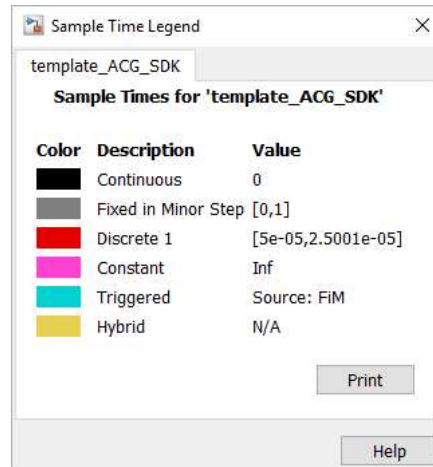 Sample Time Legend
template_ACG_SDK
Sample Times for 'template_ACG_SDK'
Color Description Value
Continuous 0
Fixed in Minor Step [0,1]
Discrete 1 [5e-05,2.5001e-05]
Constant Inf
Triggered Source: FiM
Hybrid N/A
Print
Help